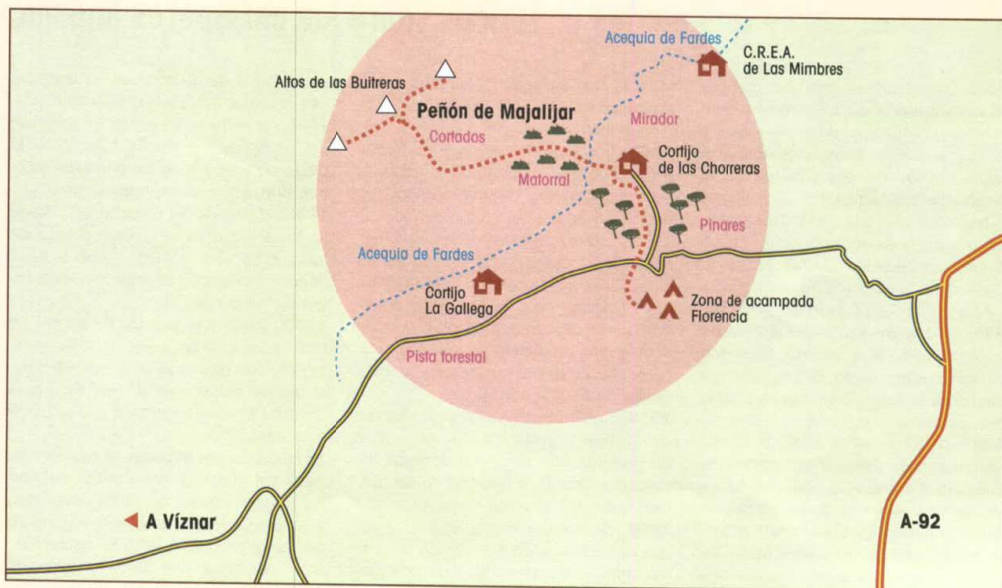 Acequia de Fardes
C.R.E.A.
de Las Mimbres
Altos de las Buitreras
Peñón de Majalijar
Cortados
Mirador
Cortijo
de las Chorreras
Matorral
Pinares
Acequia de Fardes
Cortijo
La Gallega
Zona de acampada
Florencia
Pista forestal
A Víznar
A-92